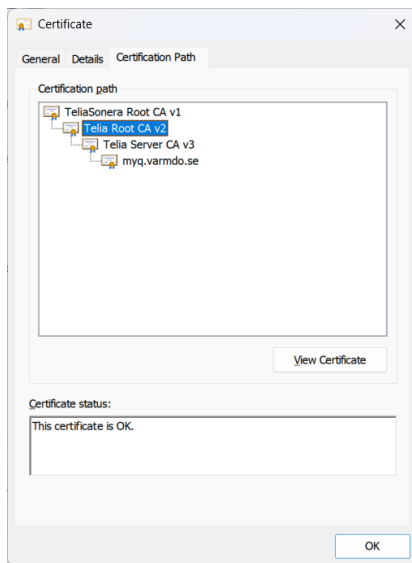 Certificate
General Details Certification Path
Certification path
TeliaSonera Root CA v1
Telia Root CA v2
Telia Server CA v3
myq.varmdo.se
View Certificate
Certificate status:
This certificate is OK.
OK